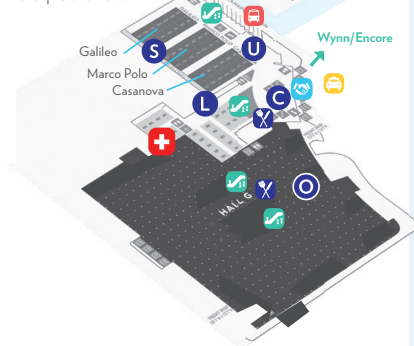 Wynn/Encore
Galileo
S
U
Marco Polo
Casanova
L
C
HALL G
O